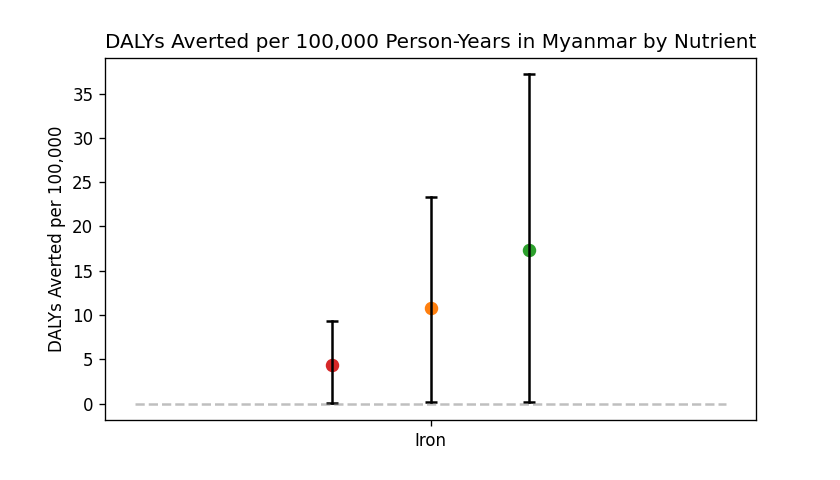 DALYs Averted per 100,000 Person-Years in Myanmar by Nutrient
DALYs Averted per 100,000
35
30
25
20
15
10
5
0
Iron